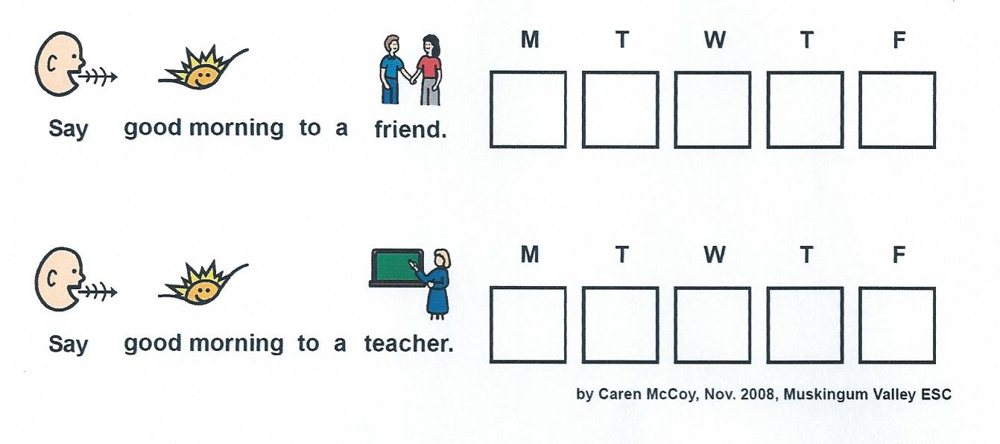 M T W T F
Say good morning to a friend.
M T W T F
Say good morning to a teacher.
by Caren McCoy, Nov. 2008, Muskingum Valley ESC